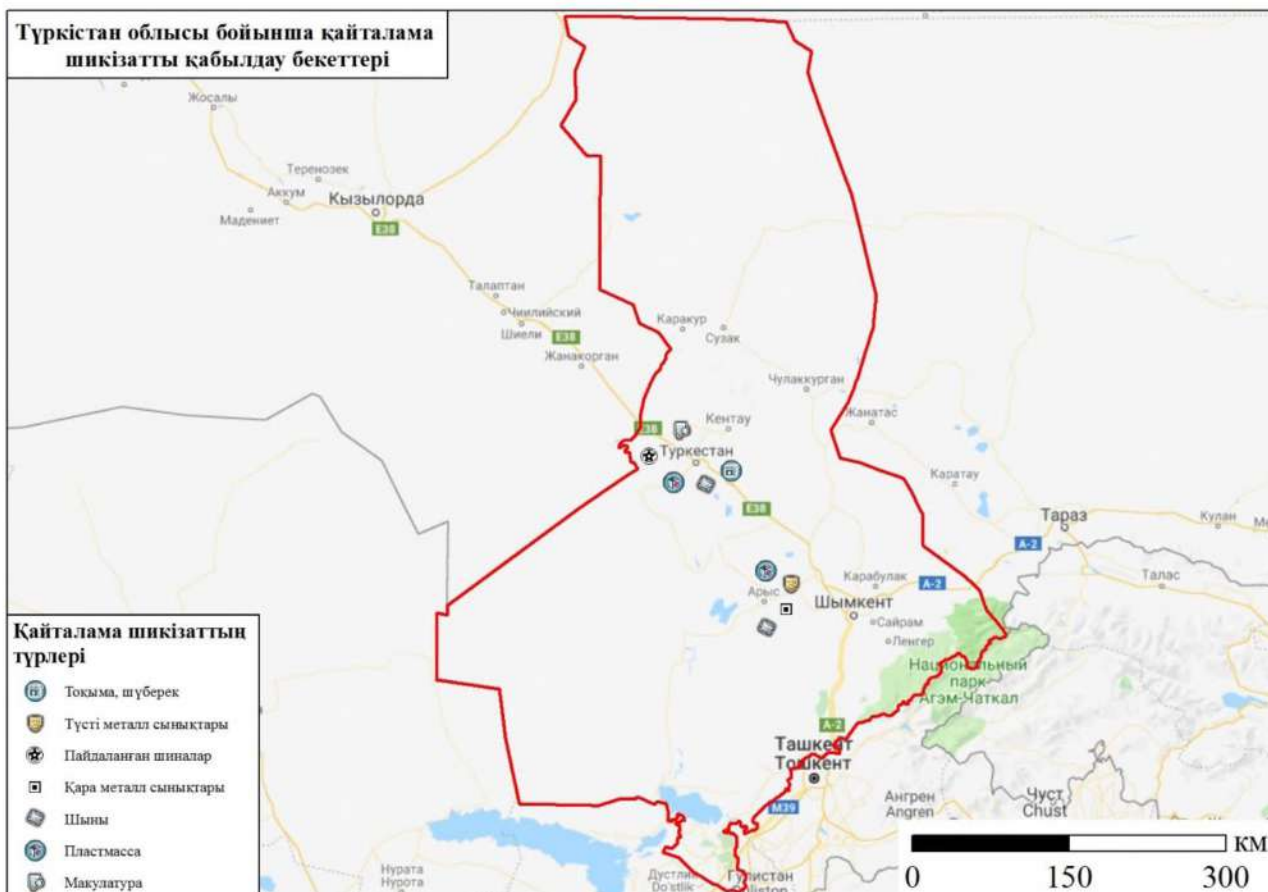 Түркістан облысы бойынша қайталама
шикізатты қабылдау бекеттері
Жосалы
Теренозек
Аккум
Мадениет
Кызылорда
E38
Талаптан
Чиилийский
Шиели
E38
Жанакорган
Каракур
Сузак
Чулаккурган
Жанатас
E38
Кентау
Туркестан
Каратау
E38
Тараз
Кулан
A-2
Талас
Карабулак
A-2
Арыс
Шымкент
Сайрам
Ленгер
Национальный
парк
Агэм-Чаткал
A-2
Ташкент
Тошкент
M39
Ангрен
Angren
Чуст
Chust
Нурата
Нурота
Дустлик
Do'stlik
Гулистан
Guliston
Қайталама шикізаттың
түрлері
Тоқыма, шүберек
Түсті металл сынықтары
Пайдаланған шиналар
Қара металл сынықтары
Шыны
Пластмасса
Макулатура
КМ
0 150 300